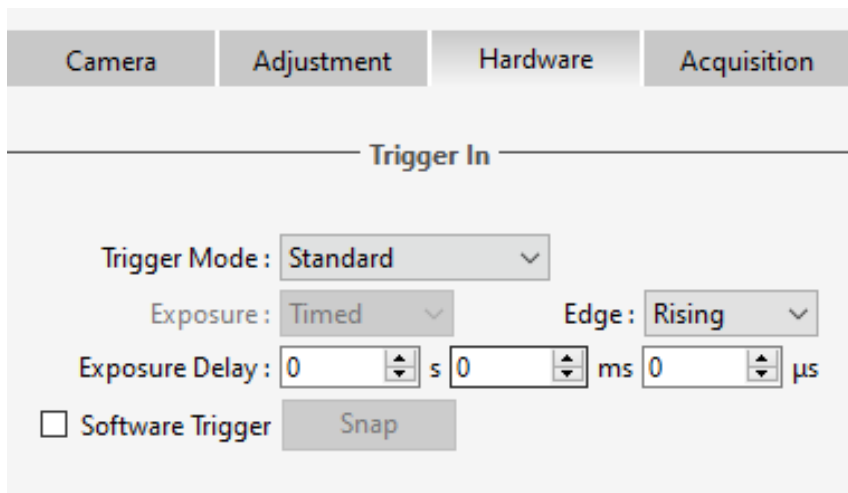 Camera Adjustment Hardware Acquisition
Trigger In
Trigger Mode : Standard
Exposure : Timed Edge : Rising
Exposure Delay : 0 s 0 ms 0 µs
Software Trigger Snap